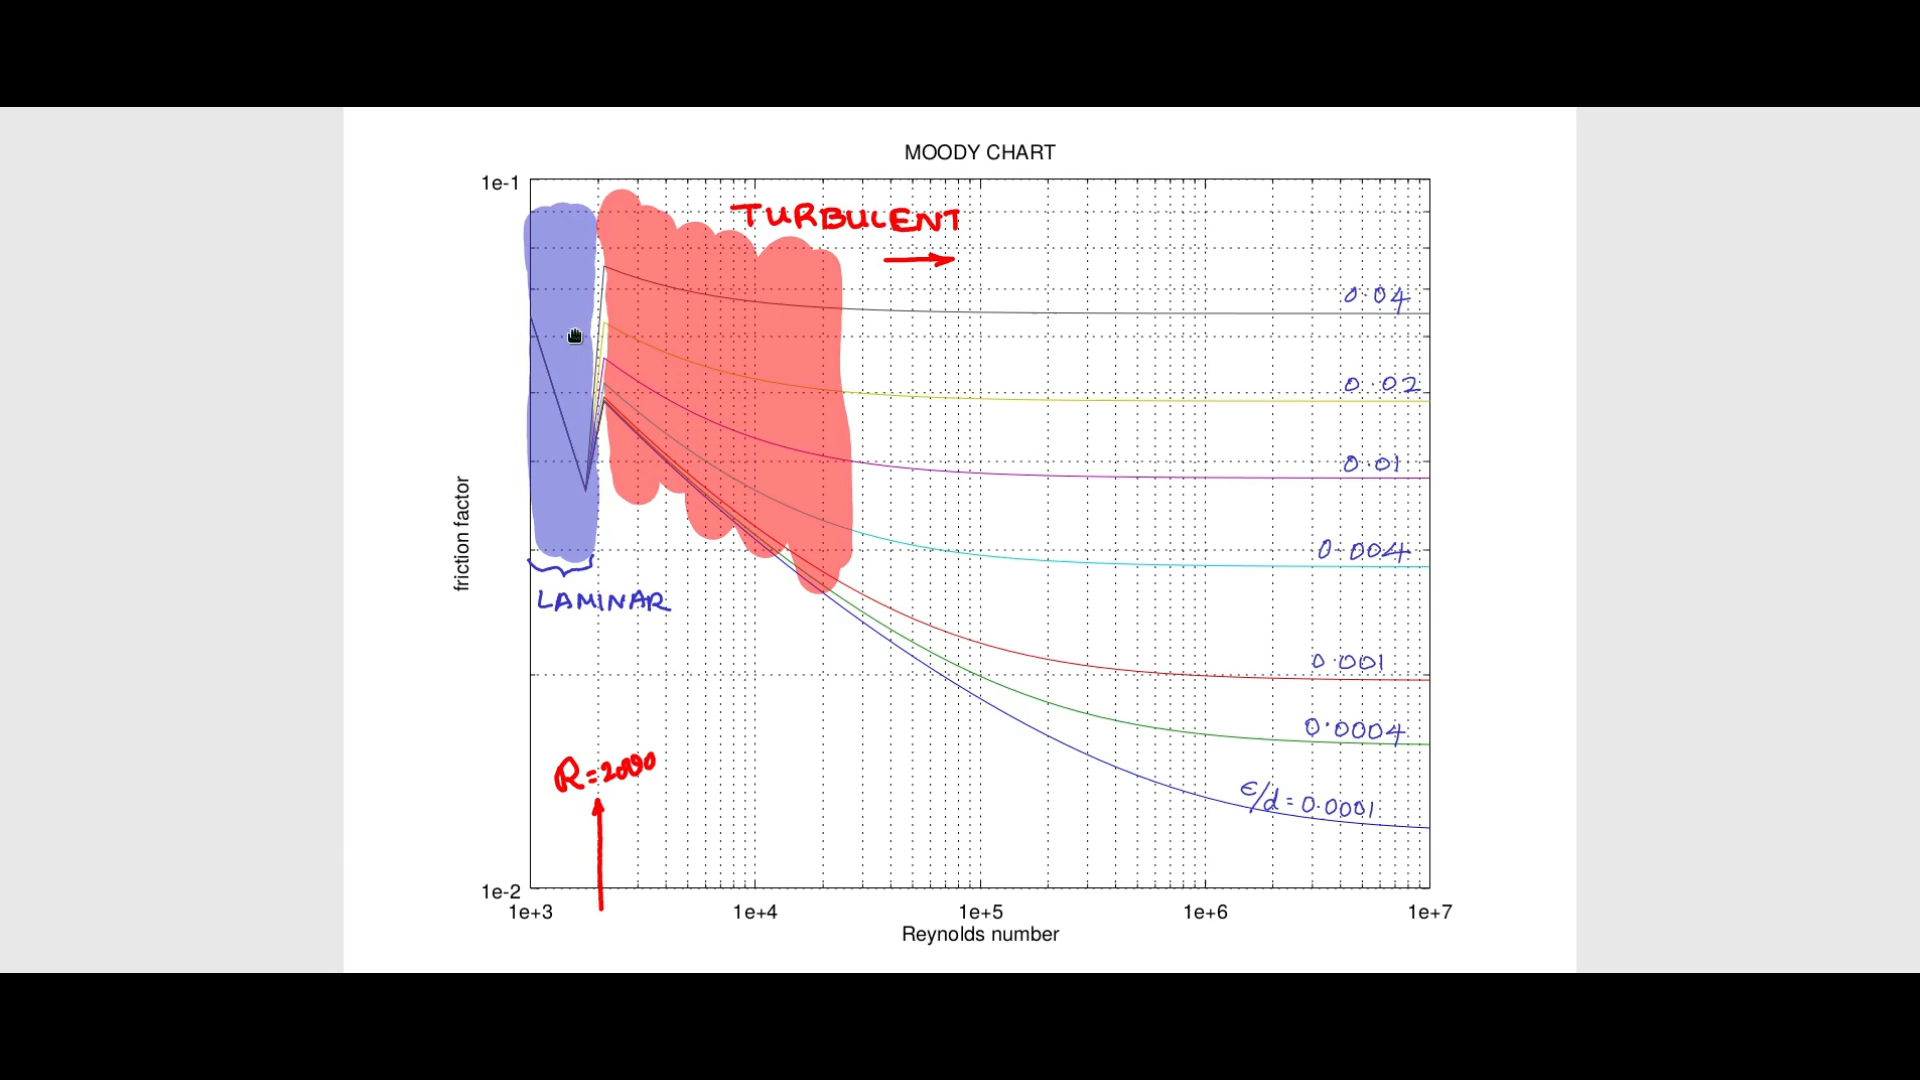 MOODY CHART
1e-1
TURBULENT
0.04
0.02
0.01
friction factor
0.004
LAMINAR
0.001
0.0004
R=2000
ε/d=0.0001
1e-2
1e+3 1e+4 1e+5 1e+6 1e+7
Reynolds number